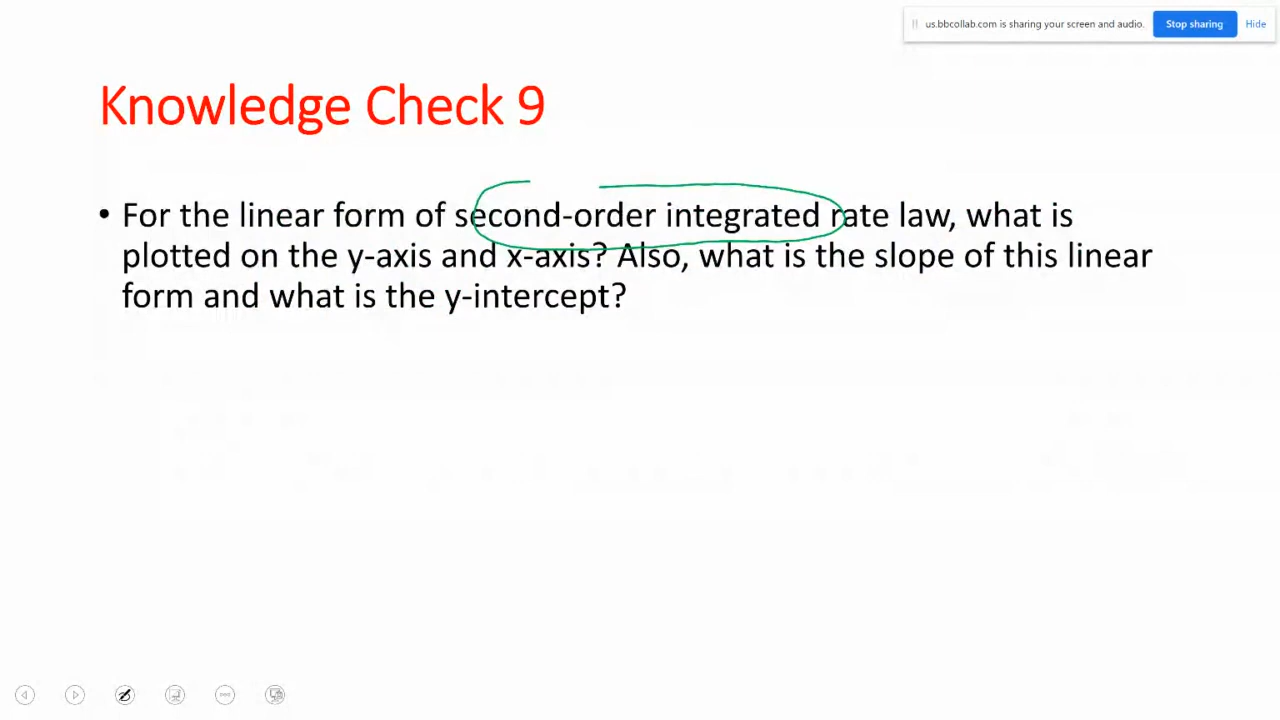 us.bbcollab.com is sharing your screen and audio. Stop sharing Hide
Knowledge Check 9
• For the linear form of second-order integrated rate law, what is
plotted on the y-axis and x-axis? Also, what is the slope of this linear
form and what is the y-intercept?